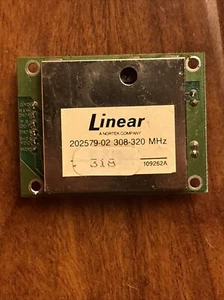 Linear
A NORTEK COMPANY
202579-02 308-320 MHz
318
109262A